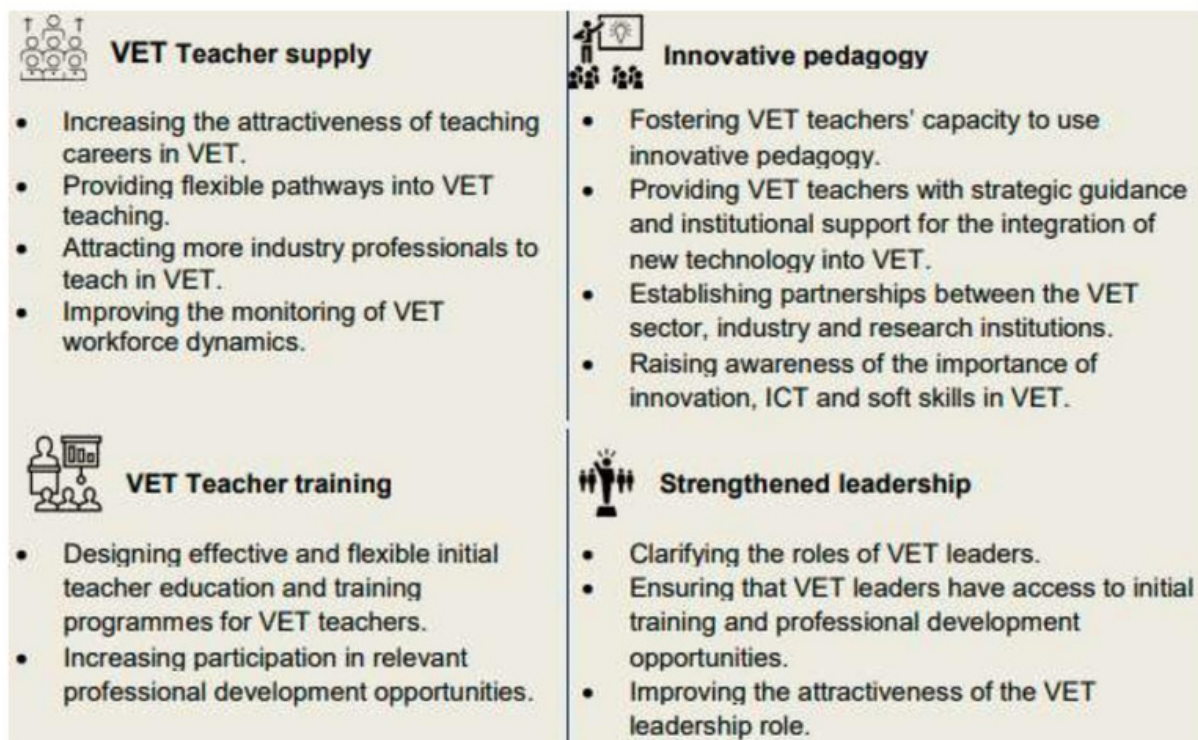 VET Teacher supply
• Increasing the attractiveness of teaching
careers in VET.
• Providing flexible pathways into VET
teaching.
• Attracting more industry professionals to
teach in VET.
• Improving the monitoring of VET
workforce dynamics.
Innovative pedagogy
• Fostering VET teachers' capacity to use
innovative pedagogy.
• Providing VET teachers with strategic guidance
and institutional support for the integration of
new technology into VET.
• Establishing partnerships between the VET
sector, industry and research institutions.
• Raising awareness of the importance of
innovation, ICT and soft skills in VET.
VET Teacher training
• Designing effective and flexible initial
teacher education and training
programmes for VET teachers.
• Increasing participation in relevant
professional development opportunities.
Strengthened leadership
• Clarifying the roles of VET leaders.
• Ensuring that VET leaders have access to initial
training and professional development
opportunities.
• Improving the attractiveness of the VET
leadership role.